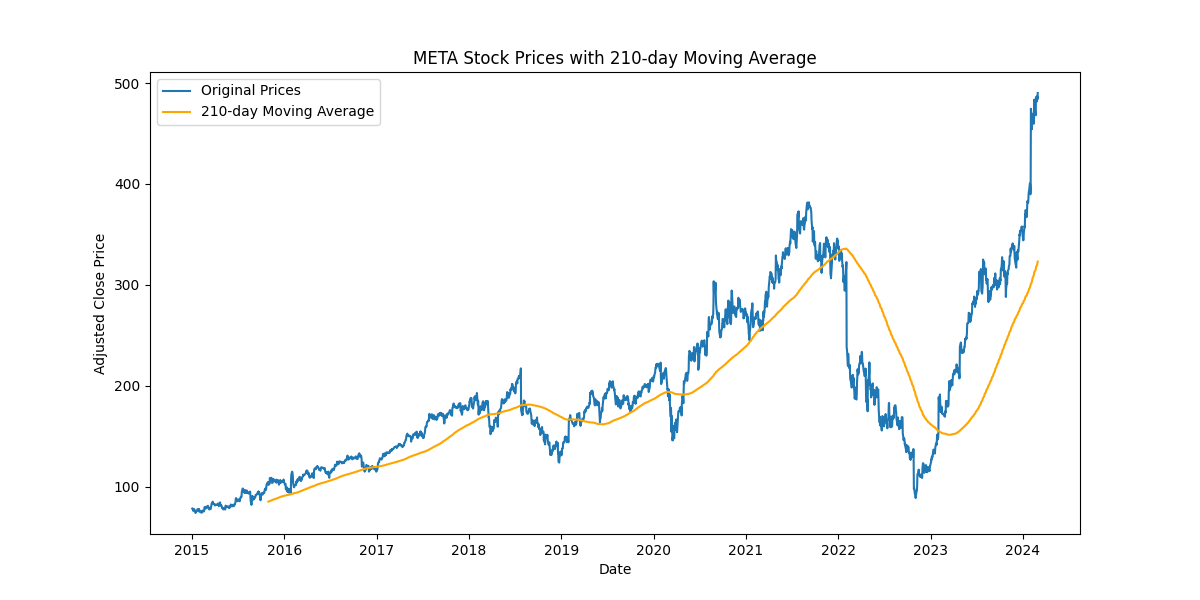 META Stock Prices with 210-day Moving Average
Original Prices
210-day Moving Average
Adjusted Close Price
500
400
300
200
100
2015 2016 2017 2018 2019 2020 2021 2022 2023 2024
Date